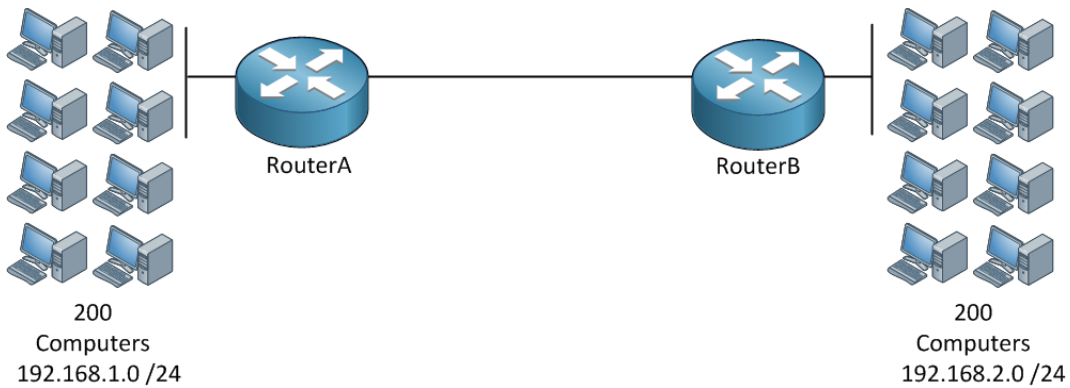 RouterA
RouterB
200
Computers
192.168.1.0 /24
200
Computers
192.168.2.0 /24